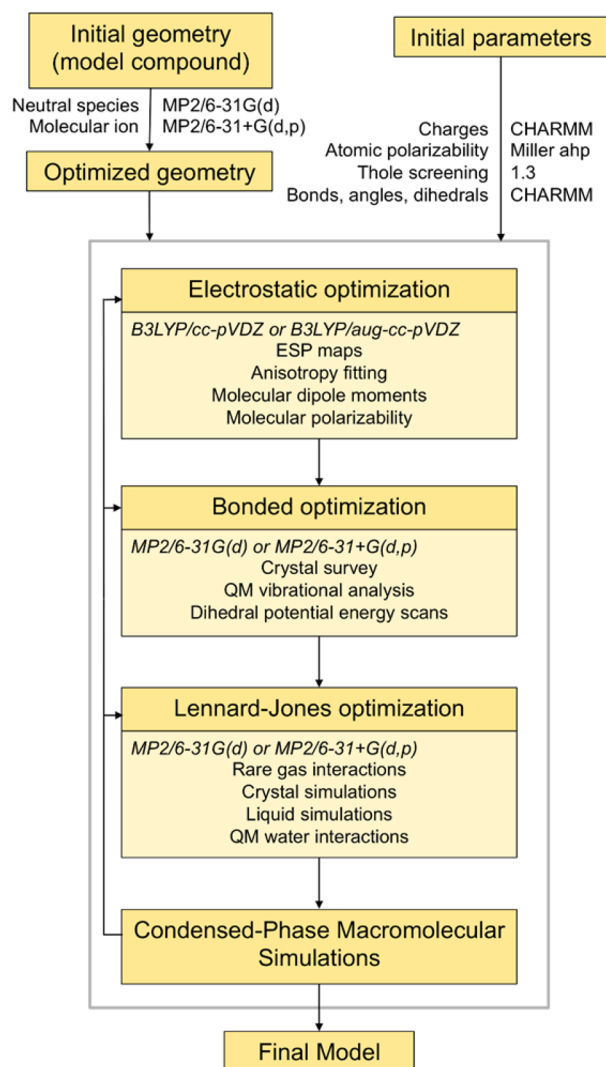 Initial geometry
(model compound)
Initial parameters
Neutral species MP2/6-31G(d)
Molecular ion MP2/6-31+G(d,p)
Optimized geometry
Charges CHARMM
Atomic polarizability Miller ahp
Thole screening 1.3
Bonds, angles, dihedrals CHARMM
Electrostatic optimization
B3LYP/cc-pVDZ or B3LYP/aug-cc-pVDZ
ESP maps
Anisotropy fitting
Molecular dipole moments
Molecular polarizability
Bonded optimization
MP2/6-31G(d) or MP2/6-31+G(d,p)
Crystal survey
QM vibrational analysis
Dihedral potential energy scans
Lennard-Jones optimization
MP2/6-31G(d) or MP2/6-31+G(d,p)
Rare gas interactions
Crystal simulations
Liquid simulations
QM water interactions
Condensed-Phase Macromolecular
Simulations
Final Model